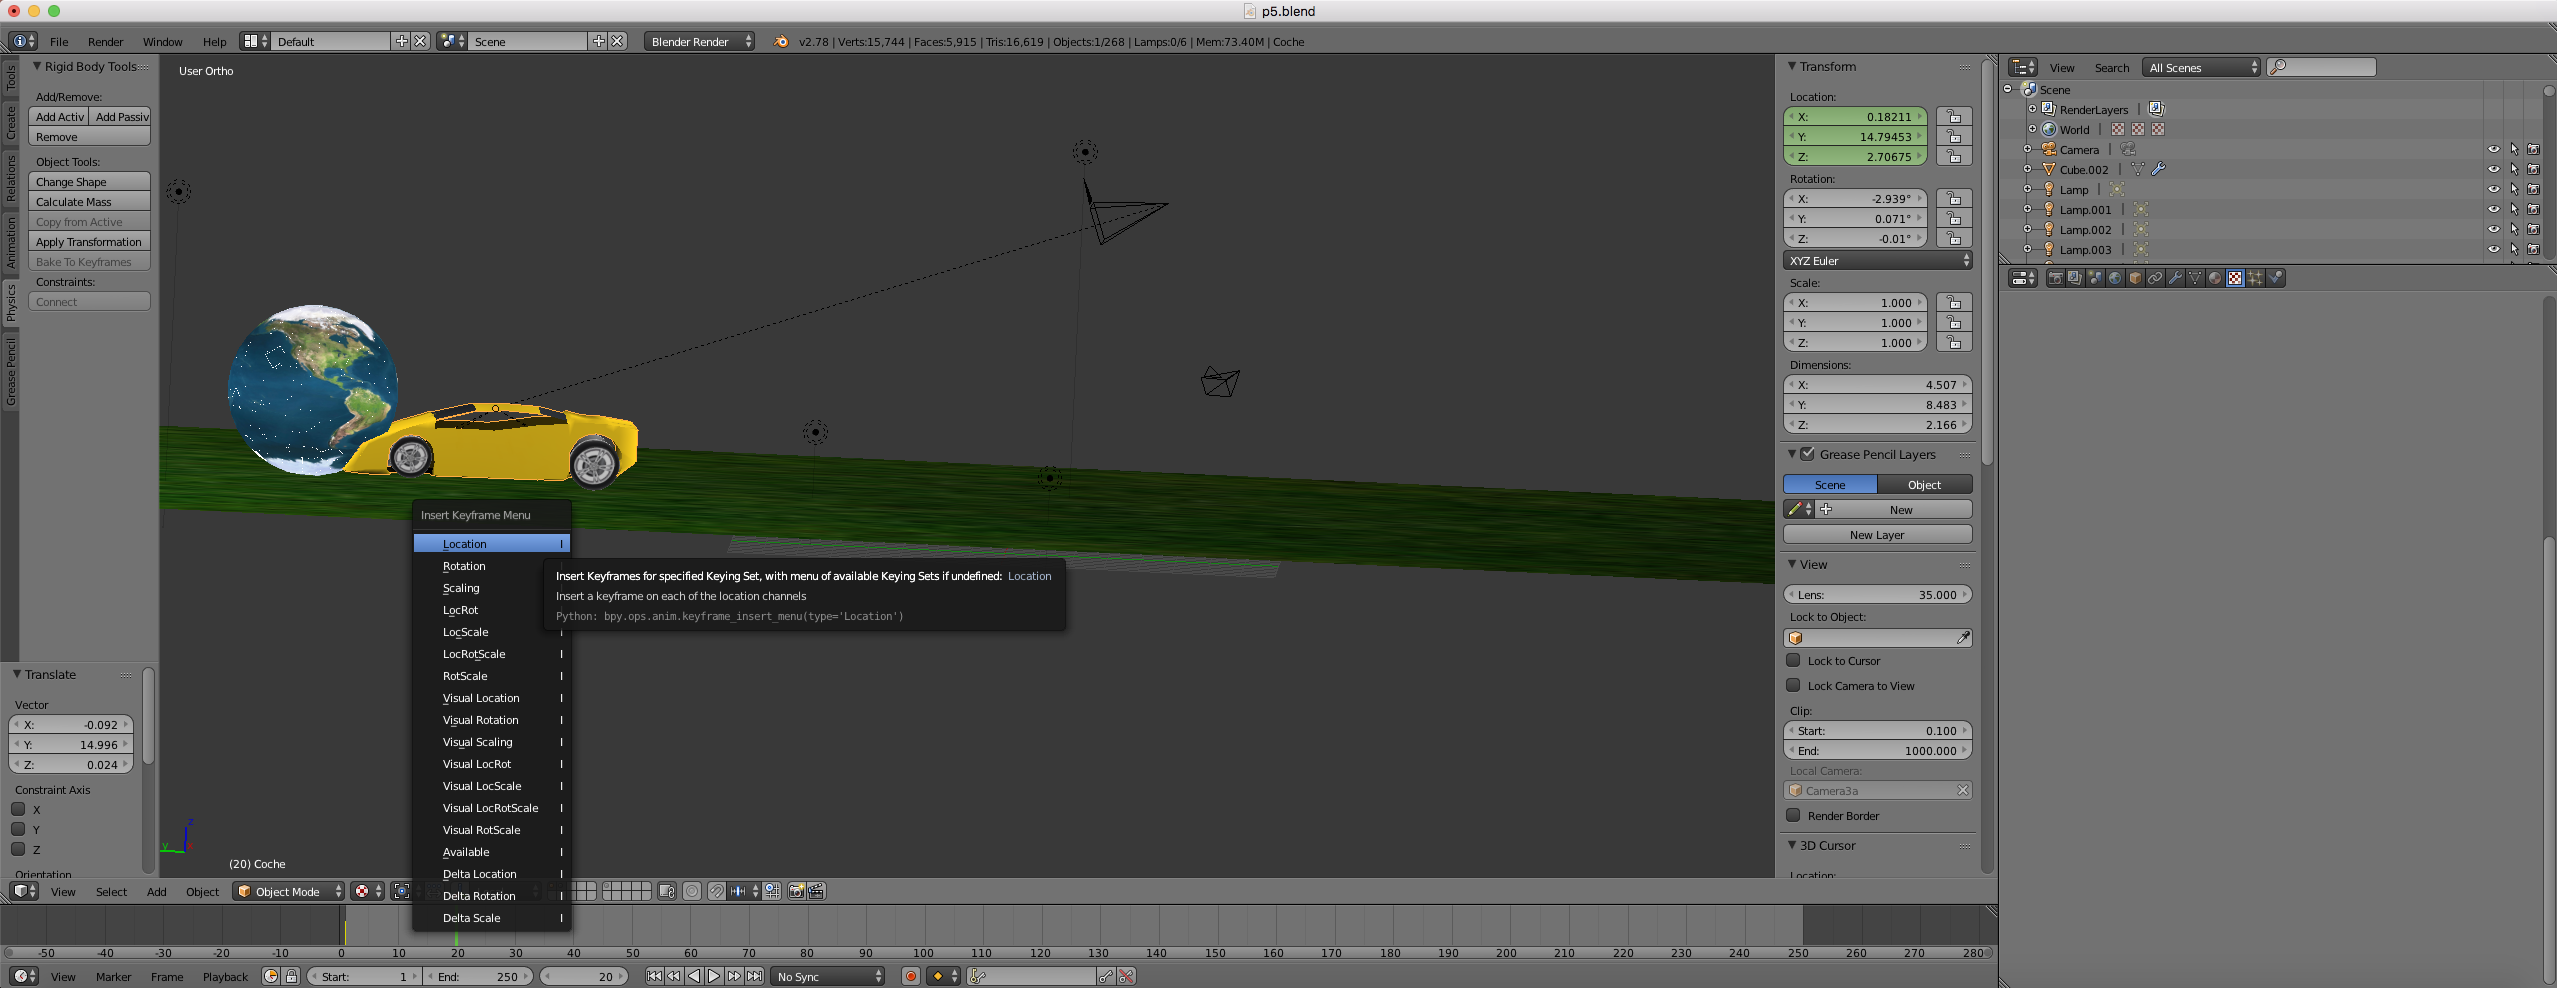 p5.blend
File Render Window Help Default Scene Blender Render v2.78 | Verts:15,744 | Faces:5,915 | Tris:16,619 | Objects:1/268 | Lamps:0/6 | Mem:73.40M | Coche
Tools
Create
Relations
Animation
Physics
Grease Pencil
Rigid Body Tools
Add/Remove:
Add Activ Add Passiv
Remove
Object Tools:
Change Shape
Calculate Mass
Copy from Active
Apply Transformation
Bake To Keyframes
Constraints:
Connect
Translate
Vector
X: -0.092
Y: 14.996
Z: 0.024
Constraint Axis
X
Y
Z
Orientation
User Ortho
Insert Keyframe Menu
Location I
Rotation I
Scaling
LocRot
LocScale I
LocRotScale I
RotScale I
Visual Location I
Visual Rotation I
Visual Scaling I
Visual LocRot I
Visual LocScale I
Visual LocRotScale I
Visual RotScale I
Available I
Delta Location I
Delta Rotation I
Delta Scale I
Insert Keyframes for specified Keying Set, with menu of available Keying Sets if undefined: Location
Insert a keyframe on each of the location channels
Python: bpy.ops.anim.keyframe_insert_menu(type='Location')
z
y
(20) Coche
View Select Add Object Object Mode
Transform
Location:
X: 0.18211
Y: 14.79453
Z: 2.70675
Rotation:
X: -2.939°
Y: 0.071°
Z: -0.01°
XYZ Euler
Scale:
X: 1.000
Y: 1.000
Z: 1.000
Dimensions:
X: 4.507
Y: 8.483
Z: 2.166
Grease Pencil Layers
Scene Object
New
New Layer
View
Lens: 35.000
Lock to Object:
Lock to Cursor
Lock Camera to View
Clip:
Start: 0.100
End: 1000.000
Local Camera:
Camera3a
Render Border
3D Cursor
Location:
View Search All Scenes
Scene
RenderLayers |
World |
Camera |
Cube.002 |
Lamp |
Lamp.001 |
Lamp.002 |
Lamp.003 |
-50 -40 -30 -20 -10 0 10 20 30 40 50 60 70 80 90 100 110 120 130 140 150 160 170 180 190 200 210 220 230 240 250 260 270 280
View Marker Frame Playback Start: 1 End: 250 20 No Sync